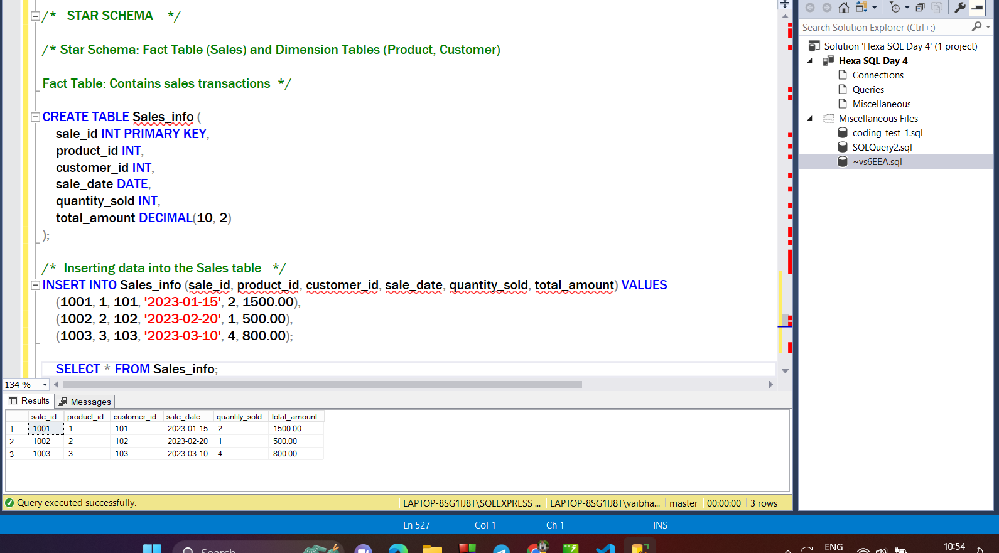 /*   STAR SCHEMA    */
/* Star Schema: Fact Table (Sales) and Dimension Tables (Product, Customer)
Fact Table: Contains sales transactions  */
CREATE TABLE Sales_info (
sale_id INT PRIMARY KEY,
product_id INT,
customer_id INT,
sale_date DATE,
quantity_sold INT,
total_amount DECIMAL(10, 2)
);
/*  Inserting data into the Sales table   */
INSERT INTO Sales_info (sale_id, product_id, customer_id, sale_date, quantity_sold, total_amount) VALUES
(1001, 1, 101, '2023-01-15', 2, 1500.00),
(1002, 2, 102, '2023-02-20', 1, 500.00),
(1003, 3, 103, '2023-03-10', 4, 800.00);
SELECT * FROM Sales_info;
134 %
Results Messages
sale_id product_id customer_id sale_date quantity_sold total_amount
1 1001 1 101 2023-01-15 2 1500.00
2 1002 2 102 2023-02-20 1 500.00
3 1003 3 103 2023-03-10 4 800.00
Query executed successfully. LAPTOP-8SG1IJ8T\SQLEXPRESS ... LAPTOP-8SG1IJ8T\vaibha... master 00:00:00 3 rows
Search Solution Explorer (Ctrl+;)
Solution 'Hexa SQL Day 4' (1 project)
Hexa SQL Day 4
Connections
Queries
Miscellaneous
Miscellaneous Files
coding_test_1.sql
SQLQuery2.sql
~vs6EEA.sql
Ln 527 Col 1 Ch 1 INS
Search ENG 10:54